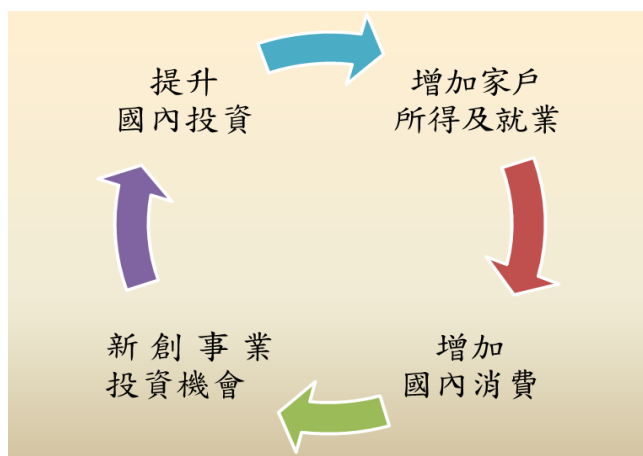 提升
國內投資
增加家戶
所得及就業
增加
國內消費
新創事業
投資機會